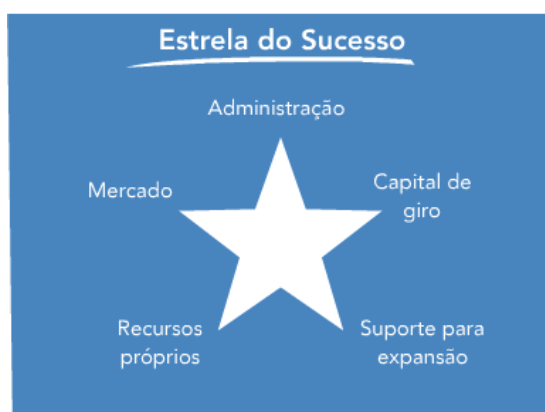 Estrela do Sucesso
Administração
Mercado
Capital de
giro
Recursos
próprios
Suporte para
expansão